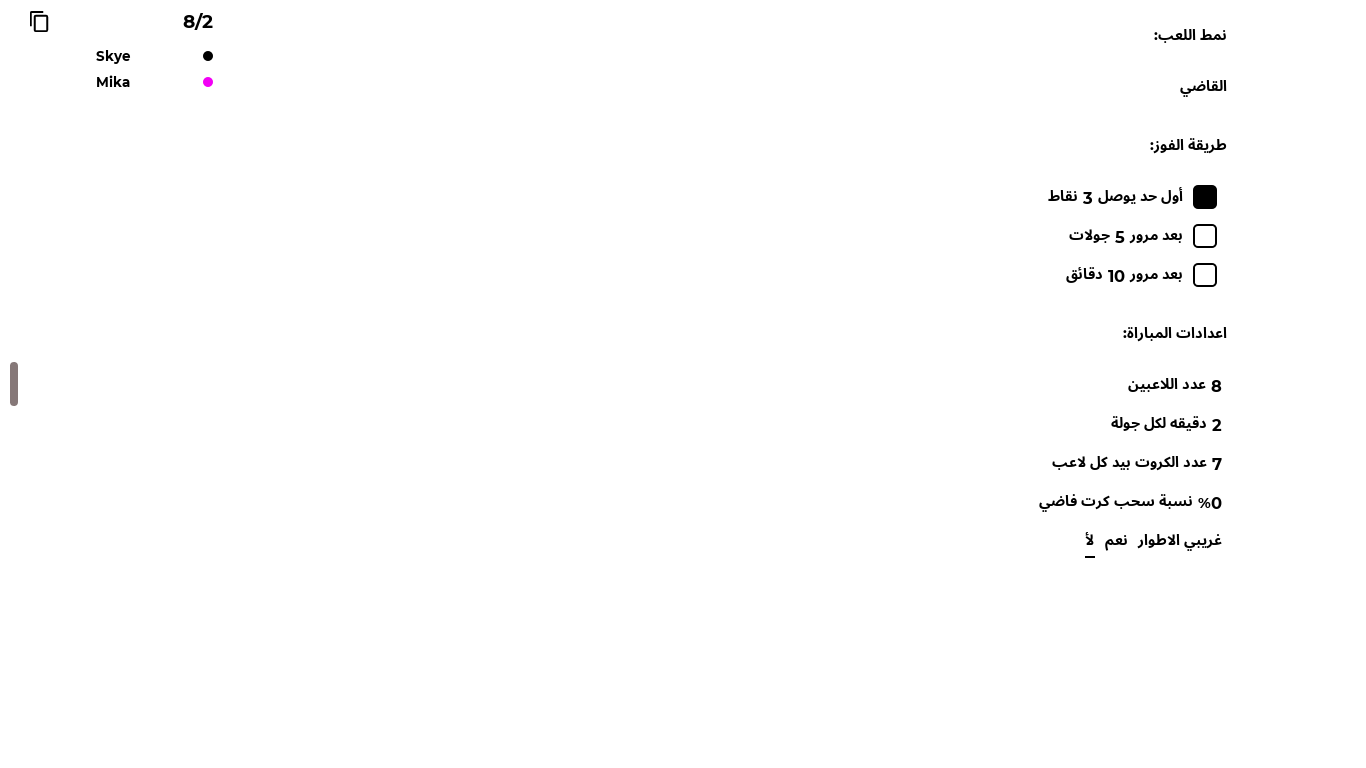 نمط اللعب:
القاضي
طريقة الفوز:
أول حد يوصل 3 نقاط
بعد مرور 5 جولات
بعد مرور 10 دقائق
اعدادات المباراة:
8 عدد اللاعبين
2 دقيقه لكل جولة
7 عدد الكروت بيد كل لاعب
%0 نسبة سحب كرت فاضي
غريبي الاطوار نعم لأ
8/2
Skye
Mika